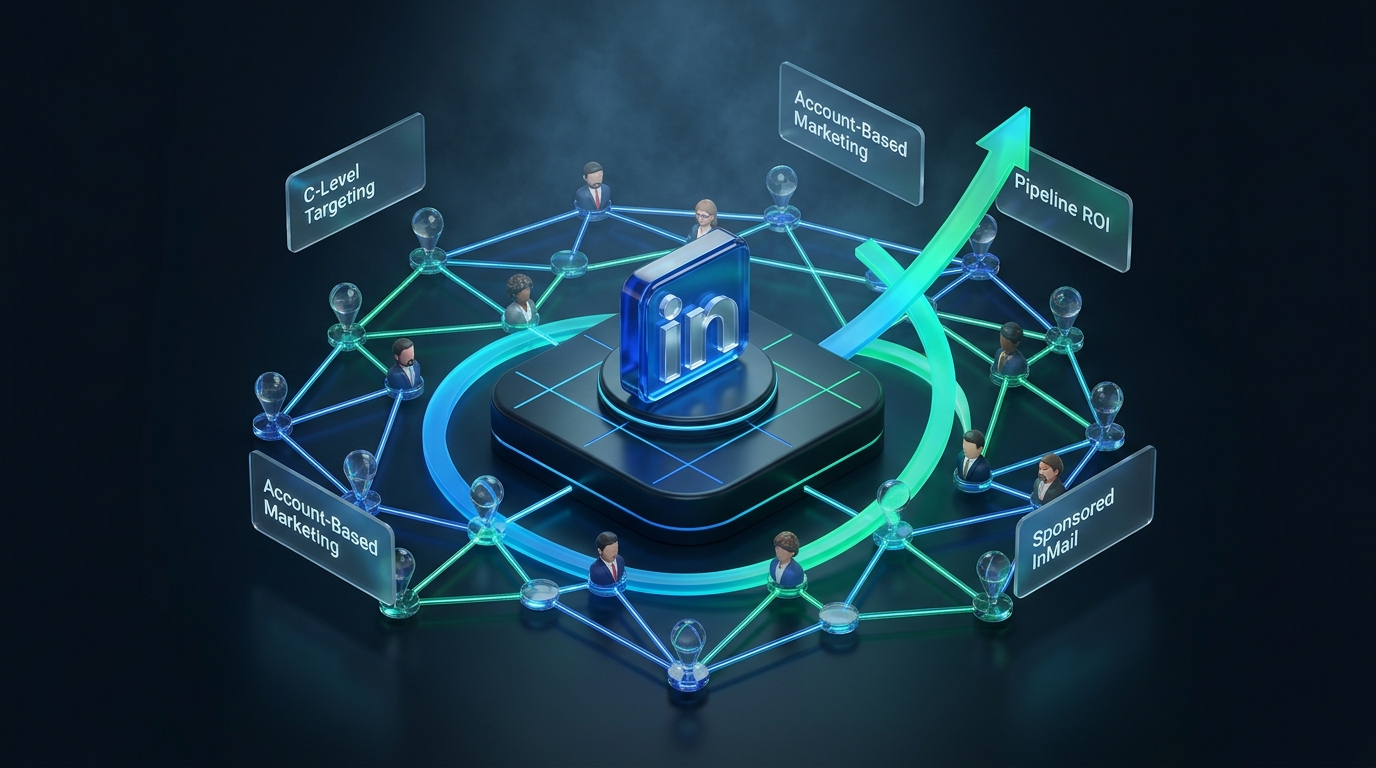 Account-Based
Marketing
C-Level
Targeting
Pipeline ROI
in
Account-Based
Marketing
Sponsored
InMail